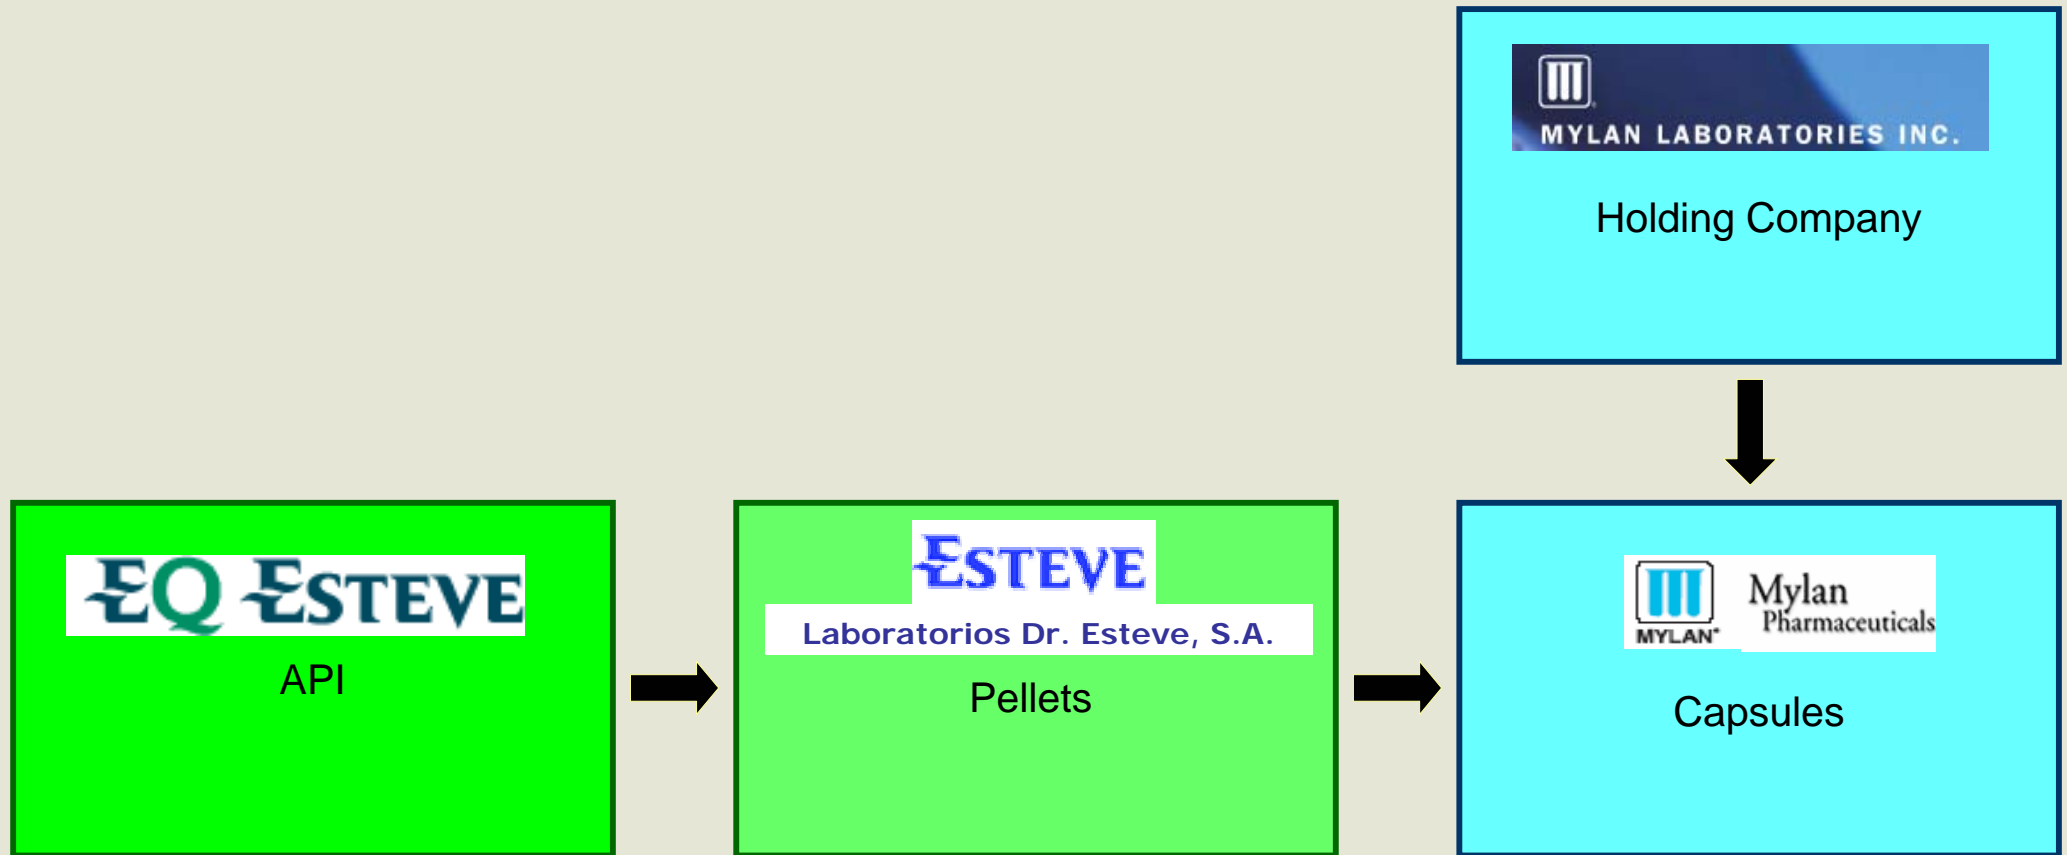 MYLAN LABORATORIES INC.
Holding Company
EQ ESTEVE
API
ESTEVE
Laboratorios Dr. Esteve, S.A.
Pellets
MYLAN
Mylan
Pharmaceuticals
Capsules